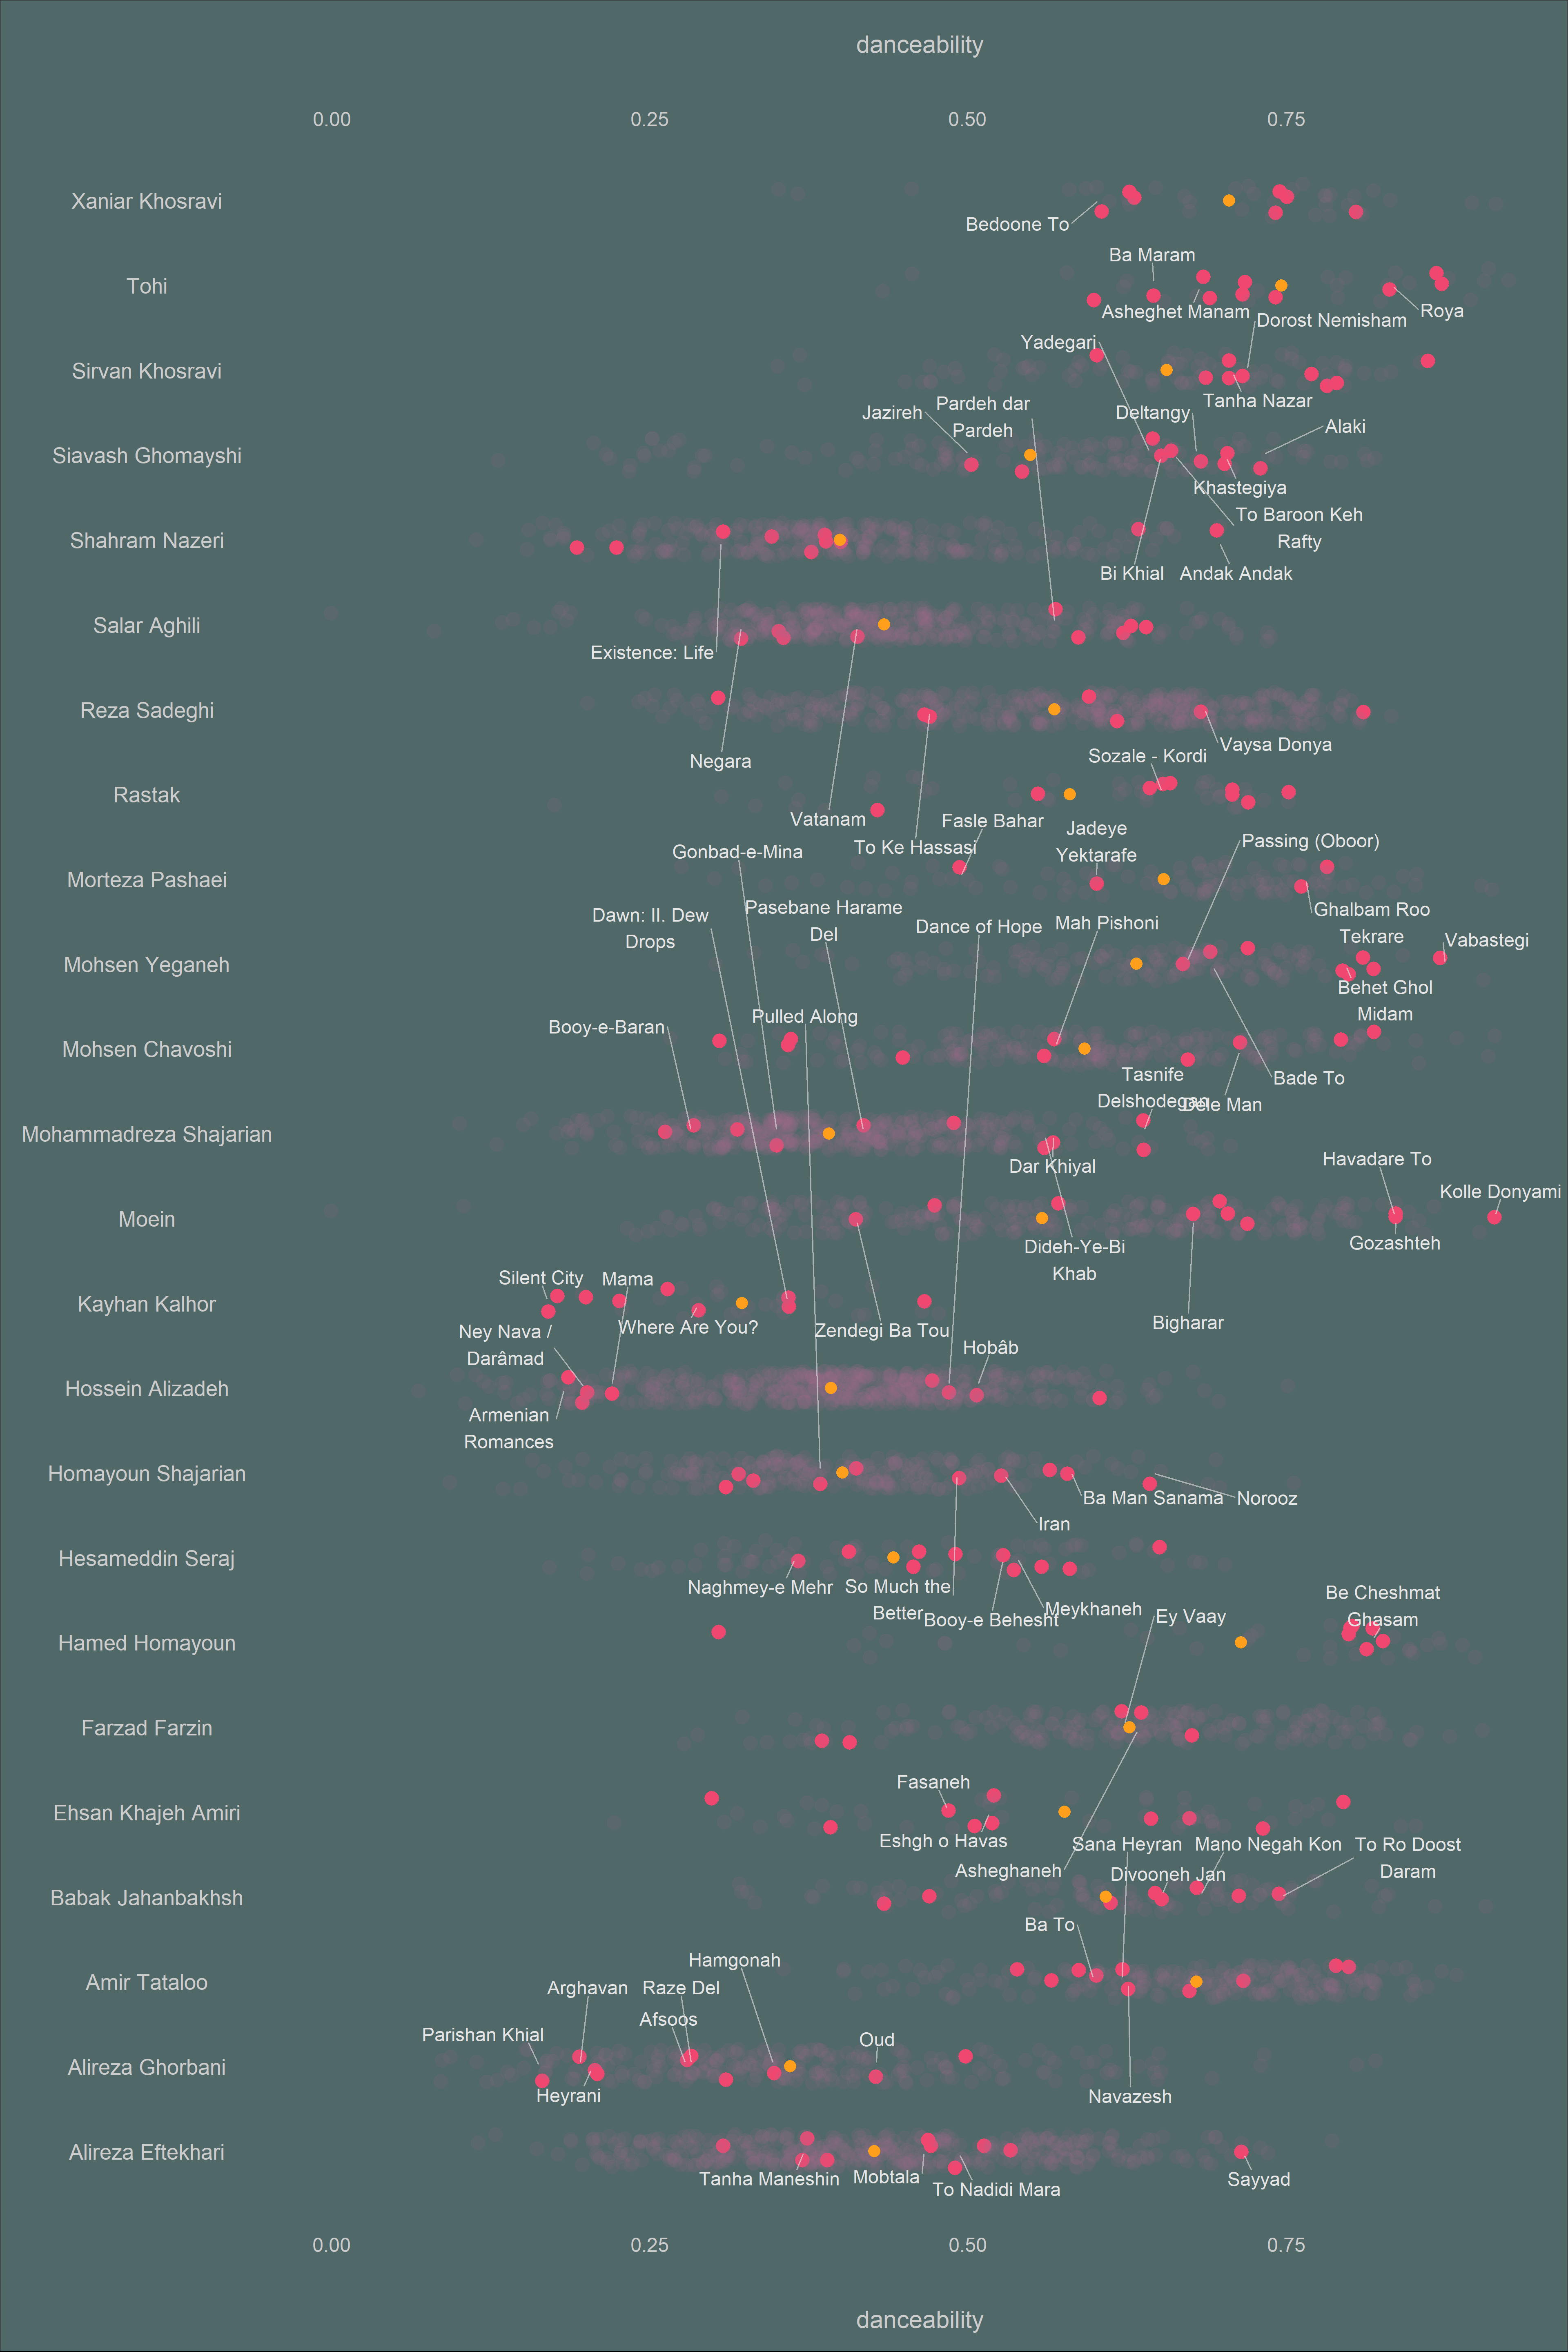 danceability
0.00 0.25 0.50 0.75
Xaniar Khosravi
Bedoone To
Ba Maram
Tohi
Asheghet Manam
Roya
Dorost Nemisham
Yadegari
Sirvan Khosravi
Tanha Nazar
Jazireh
Pardeh dar
Pardeh
Deltangy
Alaki
Siavash Ghomayshi
Khastegiya
To Baroon Keh
Rafty
Shahram Nazeri
Bi Khial
Andak Andak
Salar Aghili
Existence: Life
Reza Sadeghi
Negara
Vaysa Donya
Sozale - Kordi
Rastak
Vatanam
To Ke Hassasi
Fasle Bahar
Jadeye
Yektarafe
Passing (Oboor)
Gonbad-e-Mina
Morteza Pashaei
Dawn: II. Dew
Drops
Pasebane Harame
Del
Dance of Hope
Mah Pishoni
Ghalbam Roo
Tekrare
Vabastegi
Mohsen Yeganeh
Behet Ghol
Midam
Booy-e-Baran
Pulled Along
Mohsen Chavoshi
Tasnife
Delshodegan
Bade To
Dele Man
Mohammadreza Shajarian
Dar Khiyal
Havadare To
Kolle Donyami
Moein
Gozashteh
Dideh-Ye-Bi
Khab
Silent City
Mama
Kayhan Kalhor
Where Are You?
Zendegi Ba Tou
Bigharar
Ney Nava /
Darâmad
Hobâb
Hossein Alizadeh
Armenian
Romances
Homayoun Shajarian
Ba Man Sanama
Norooz
Iran
Hesameddin Seraj
Naghmey-e Mehr
So Much the
Better
Booy-e Behesht
Meykhaneh
Ey Vaay
Be Cheshmat
Ghasam
Hamed Homayoun
Farzad Farzin
Fasaneh
Ehsan Khajeh Amiri
Eshgh o Havas
Asheghaneh
Sana Heyran
Mano Negah Kon
To Ro Doost
Daram
Divooneh Jan
Babak Jahanbakhsh
Ba To
Hamgonah
Amir Tataloo
Arghavan
Raze Del
Afsoos
Parishan Khial
Oud
Alireza Ghorbani
Heyrani
Navazesh
Alireza Eftekhari
Tanha Maneshin
Mobtala
To Nadidi Mara
Sayyad
0.00 0.25 0.50 0.75
danceability